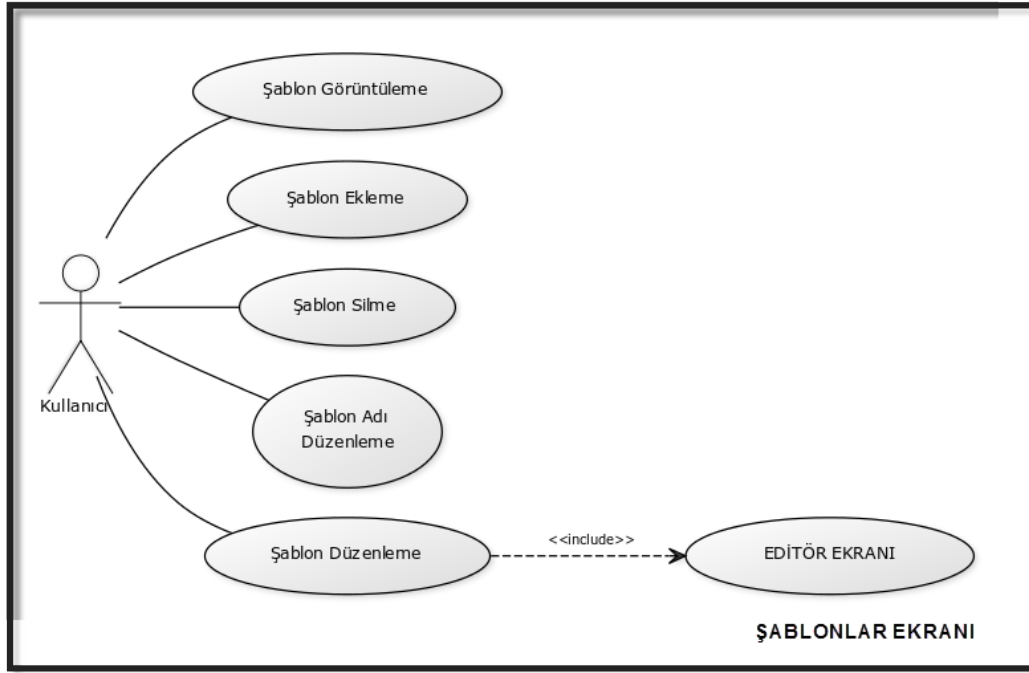 Şablon Görüntüleme
Şablon Ekleme
Şablon Silme
Kullanıcı
Şablon Adı
Düzenleme
Şablon Düzenleme
<<include>>
EDİTÖR EKRANI
ŞABLONLAR EKRANI